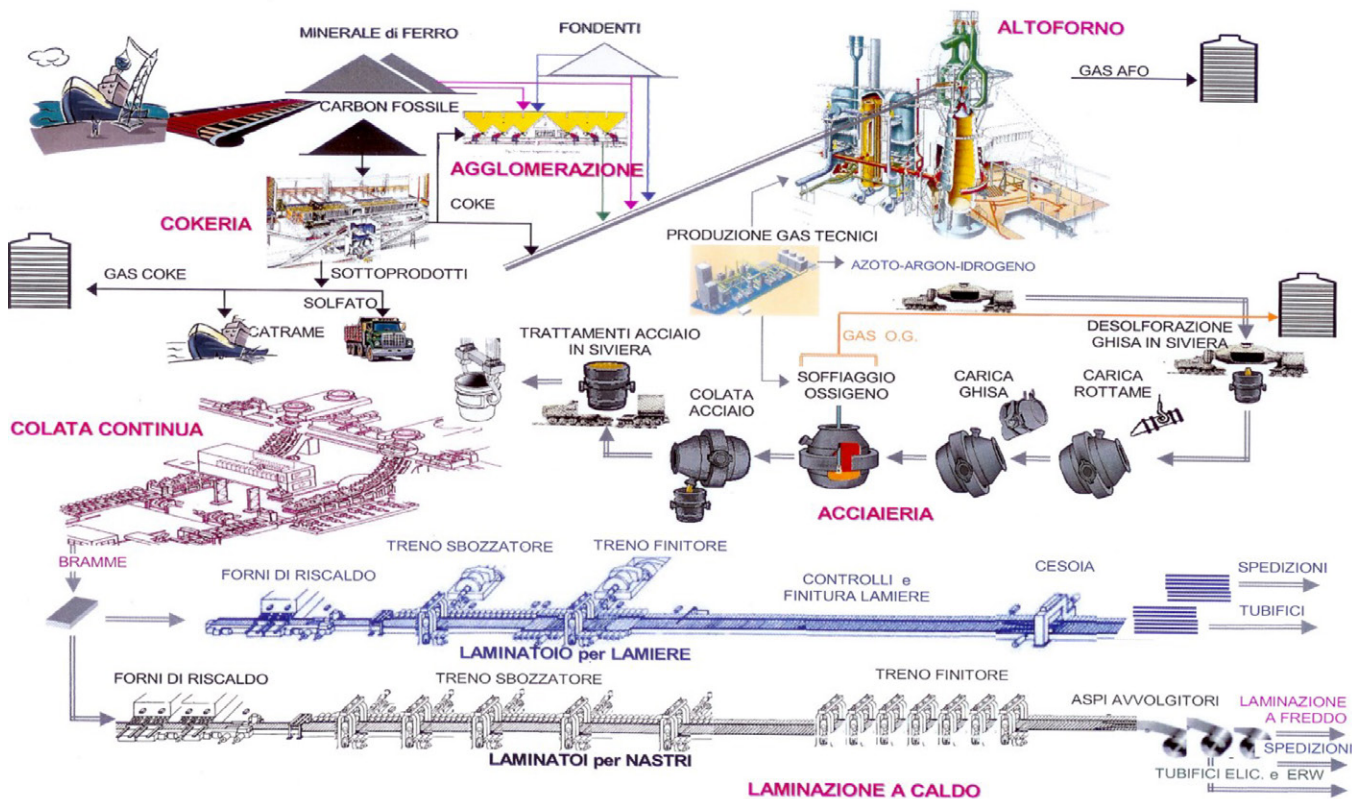 MINERALE di FERRO
FONDENTI
ALTOFORNO
GAS AFO
CARBON FOSSILE
AGGLOMERAZIONE
COKE
COKERIA
PRODUZIONE GAS TECNICI
AZOTO-ARGON-IDROGENO
GAS COKE
SOTTOPRODOTTI
SOLFATO
CATRAME
TRATTAMENTI ACCIAIO
IN SIVIERA
GAS O.G.
DESOLFORAZIONE
GHISA IN SIVIERA
SOFFIAGGIO
OSSIGENO
CARICA
GHISA
CARICA
ROTTAME
COLATA
ACCIAIO
COLATA CONTINUA
ACCIAIERIA
BRAMME
FORNI DI RISCALDO
TRENO SBOZZATORE
TRENO FINITORE
CONTROLLI e
FINITURA LAMIERE
CESOIA
SPEDIZIONI
TUBIFICI
LAMINATOIO per LAMIERE
FORNI DI RISCALDO
TRENO SBOZZATORE
TRENO FINITORE
ASPI AVVOLGITORI
LAMINAZIONE
A FREDDO
SPEDIZIONI
TUBIFICI ELIC. e ERW
LAMINATOI per NASTRI
LAMINAZIONE A CALDO